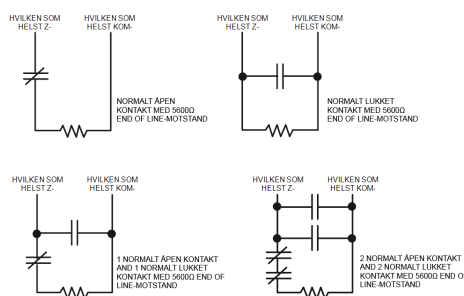 HVILKEN SOM
HELST Z-
HVILKEN SOM
HELST KOM-
NORMALT ÅPEN
KONTAKT MED 5600Ω
END OF LINE-MOTSTAND
HVILKEN SOM
HELST Z-
HVILKEN SOM
HELST KOM-
NORMALT LUKKET
KONTAKT MED 5600Ω
END OF LINE-MOTSTAND
HVILKEN SOM
HELST Z-
HVILKEN SOM
HELST KOM-
1 NORMALT ÅPEN KONTAKT
AND 1 NORMALT LUKKET
KONTAKT MED 5600Ω END OF
LINE-MOTSTAND
HVILKEN SOM
HELST Z-
HVILKEN SOM
HELST KOM-
2 NORMALT ÅPEN KONTAKT
AND 2 NORMALT LUKKET
KONTAKT MED 5600Ω END O
LINE-MOTSTAND